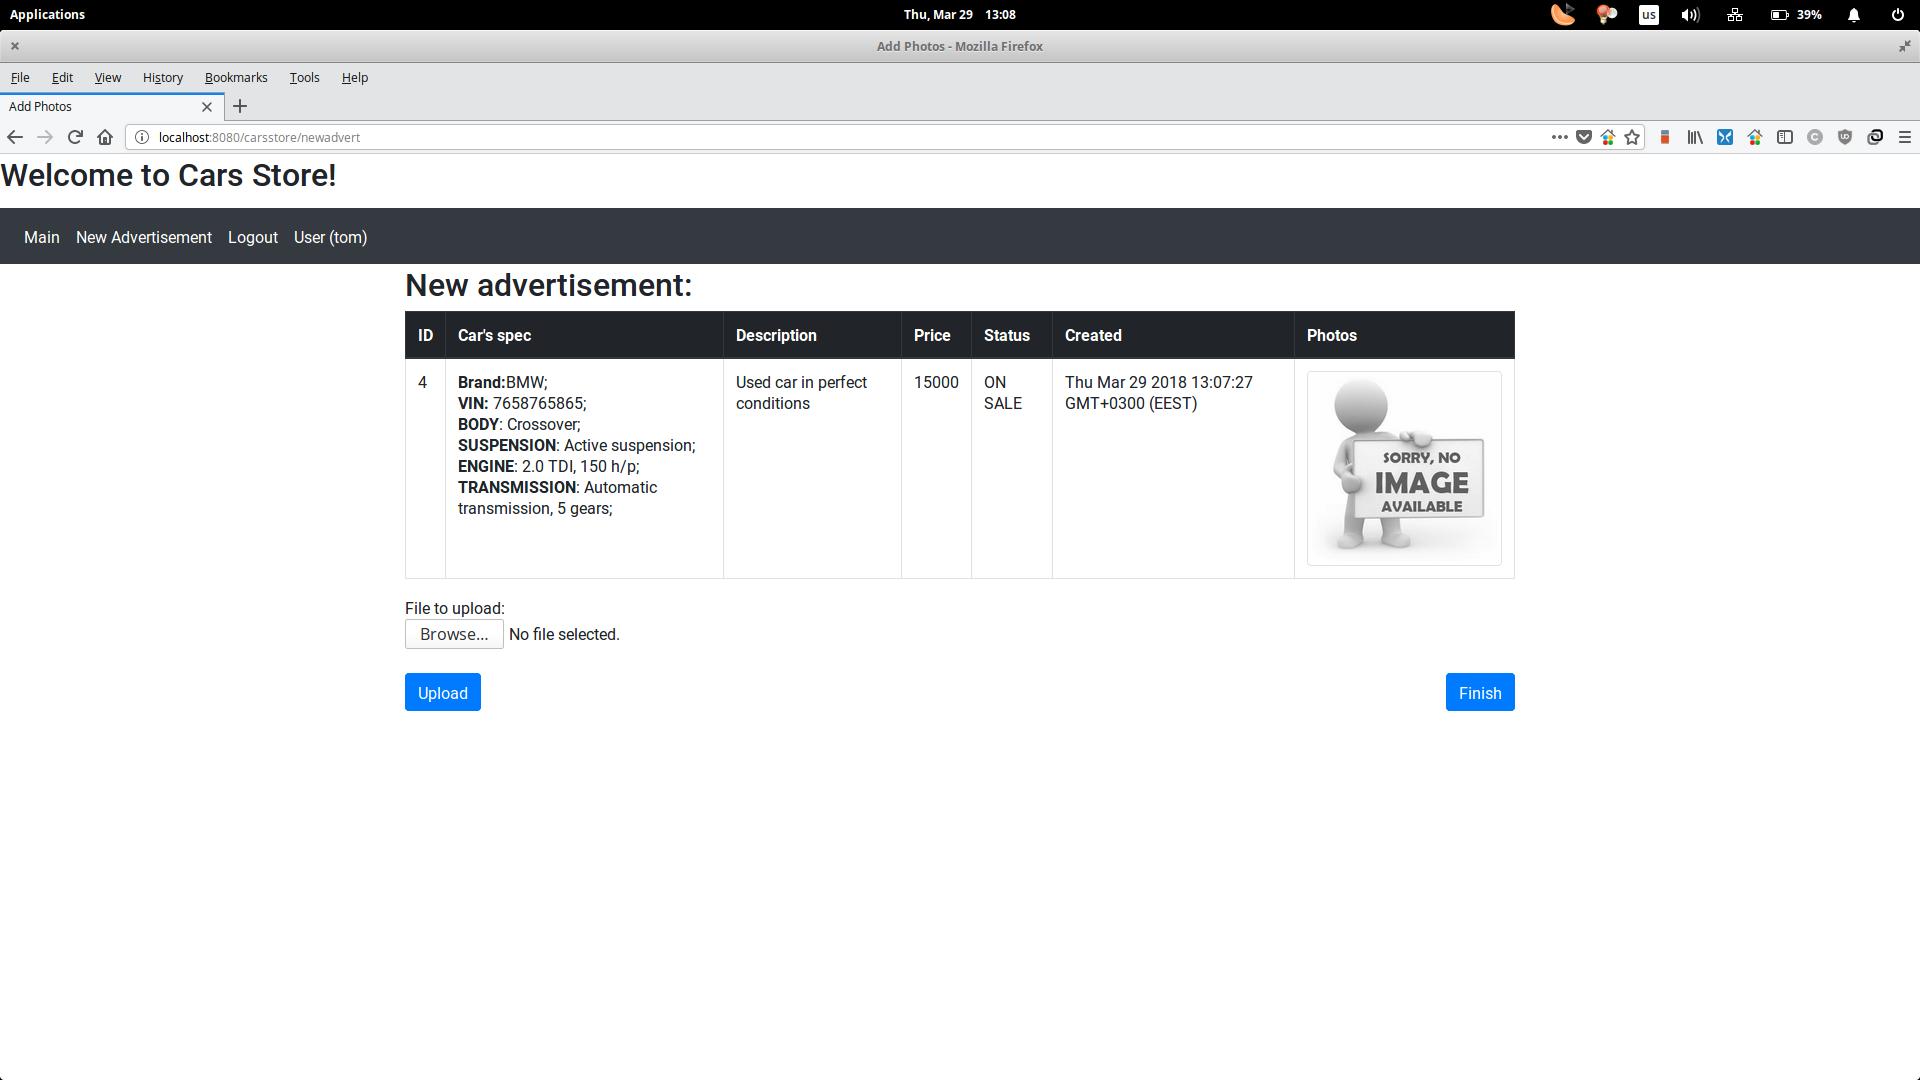 Applications
Thu, Mar 29 13:08
us
39%
Add Photos - Mozilla Firefox
File Edit View History Bookmarks Tools Help
Add Photos
localhost:8080/carsstore/newadvert
Welcome to Cars Store!
Main New Advertisement Logout User (tom)
New advertisement:
ID Car's spec Description Price Status Created Photos
4
Brand:BMW;
VIN: 7658765865;
BODY: Crossover;
SUSPENSION: Active suspension;
ENGINE: 2.0 TDI, 150 h/p;
TRANSMISSION: Automatic
transmission, 5 gears;
Used car in perfect
conditions
15000
ON
SALE
Thu Mar 29 2018 13:07:27
GMT+0300 (EEST)
SORRY, NO
IMAGE
AVAILABLE
File to upload:
Browse... No file selected.
Upload
Finish